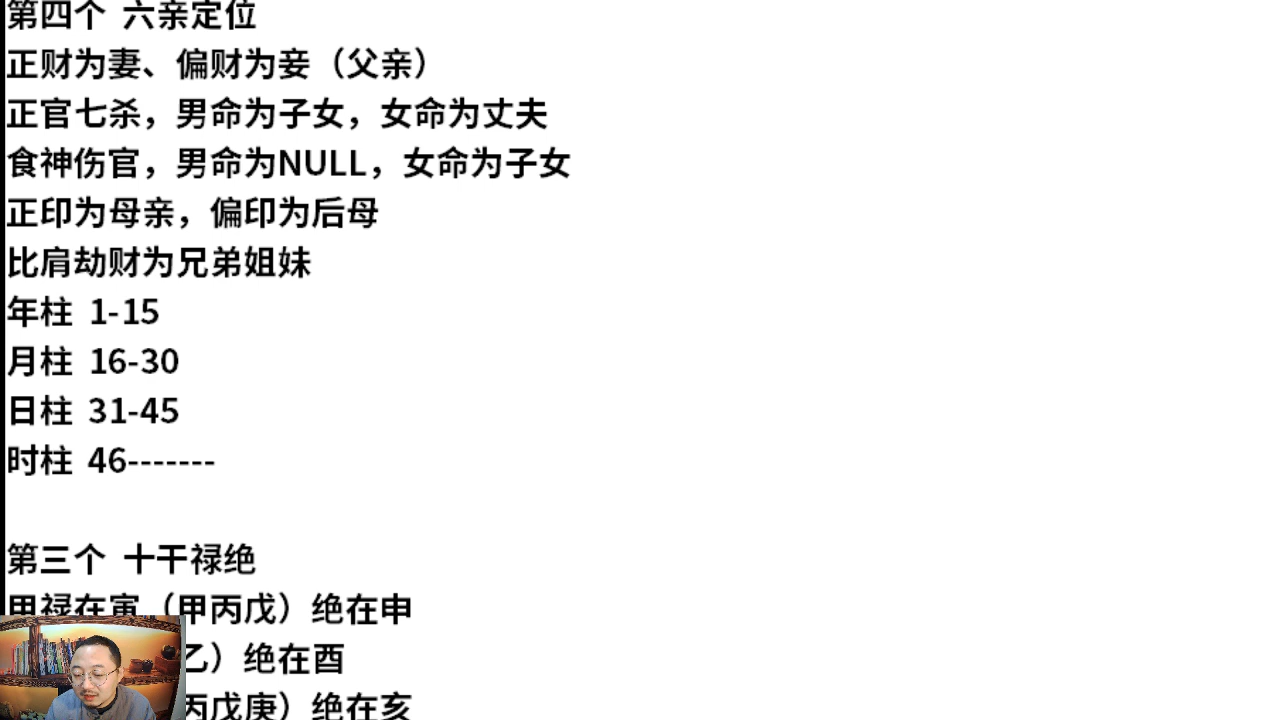 第四个 六亲定位
正财为妻、偏财为妾（父亲）
正官七杀，男命为子女，女命为丈夫
食神伤官，男命为NULL，女命为子女
正印为母亲，偏印为后母
比肩劫财为兄弟姐妹
年柱 1-15
月柱 16-30
日柱 31-45
时柱 46-------
第三个 十干禄绝
甲禄在寅（甲丙戊）绝在申
乙）绝在酉
丙戊庚）绝在亥